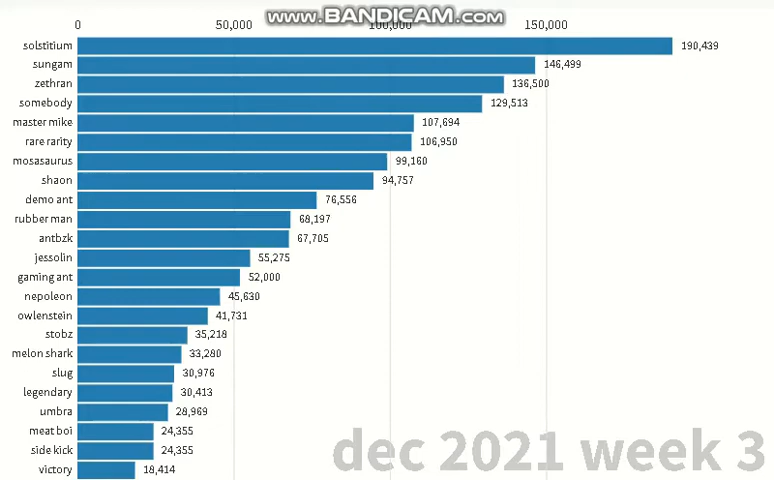 www.BANDICAM.com
0 50,000 100,000 150,000
solstitium 190,439
sungam 146,499
zethran 136,500
somebody 129,513
master mike 107,694
rare rarity 106,950
mosasaurus 99,160
shaon 94,757
demo ant 76,556
rubber man 68,197
antbzk 67,705
jessolin 55,275
gaming ant 52,000
nepoleon 45,630
owlenstein 41,731
stobz 35,218
melon shark 33,280
slug 30,976
legendary 30,413
umbra 28,969
meat boi 24,355
side kick 24,355
victory 18,414
dec 2021 week 3